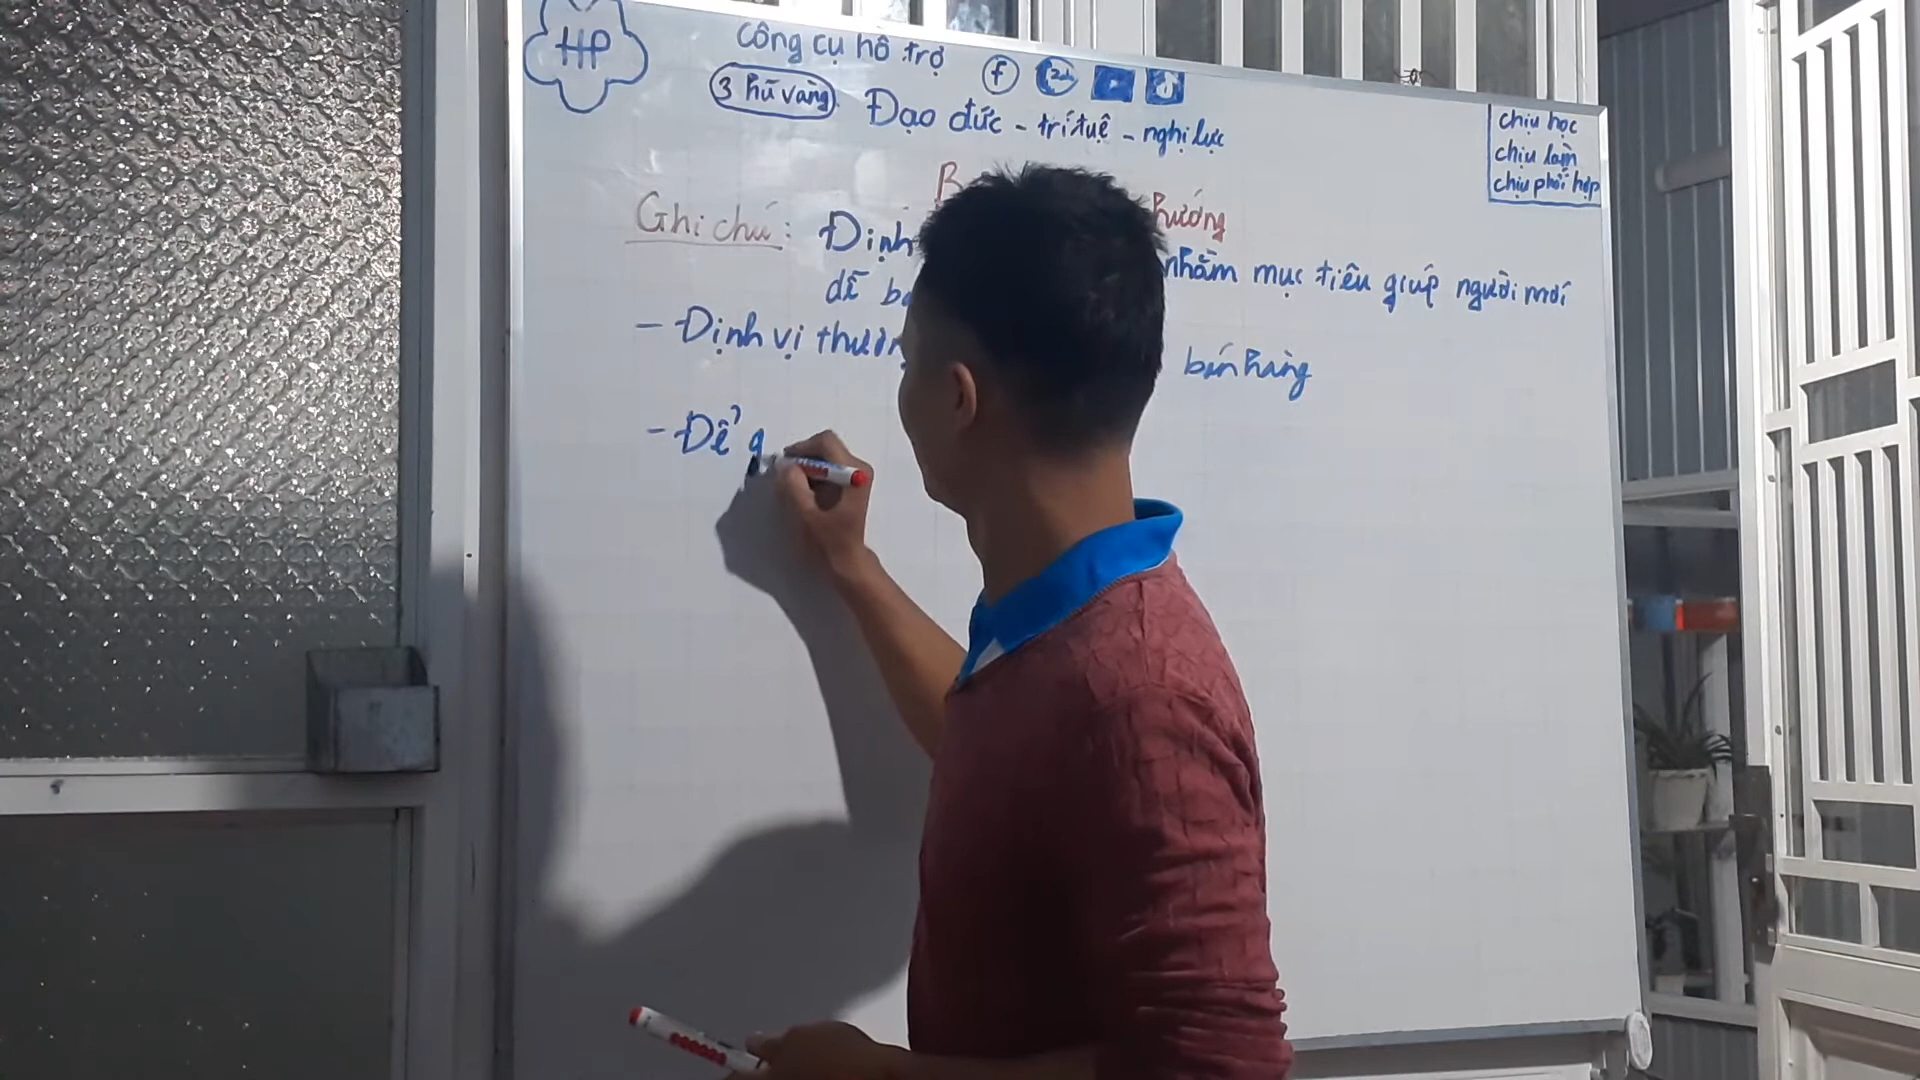 HP
Công cụ hỗ trợ
f
3 hũ vàng
Đạo đức - trí tuệ - nghị lực
chịu học
chịu làm
chịu phối hợp
B
hướng
Ghi chú: Định
nhằm mục tiêu giúp người mới
dễ
- Định vị
bán hàng
- Để g